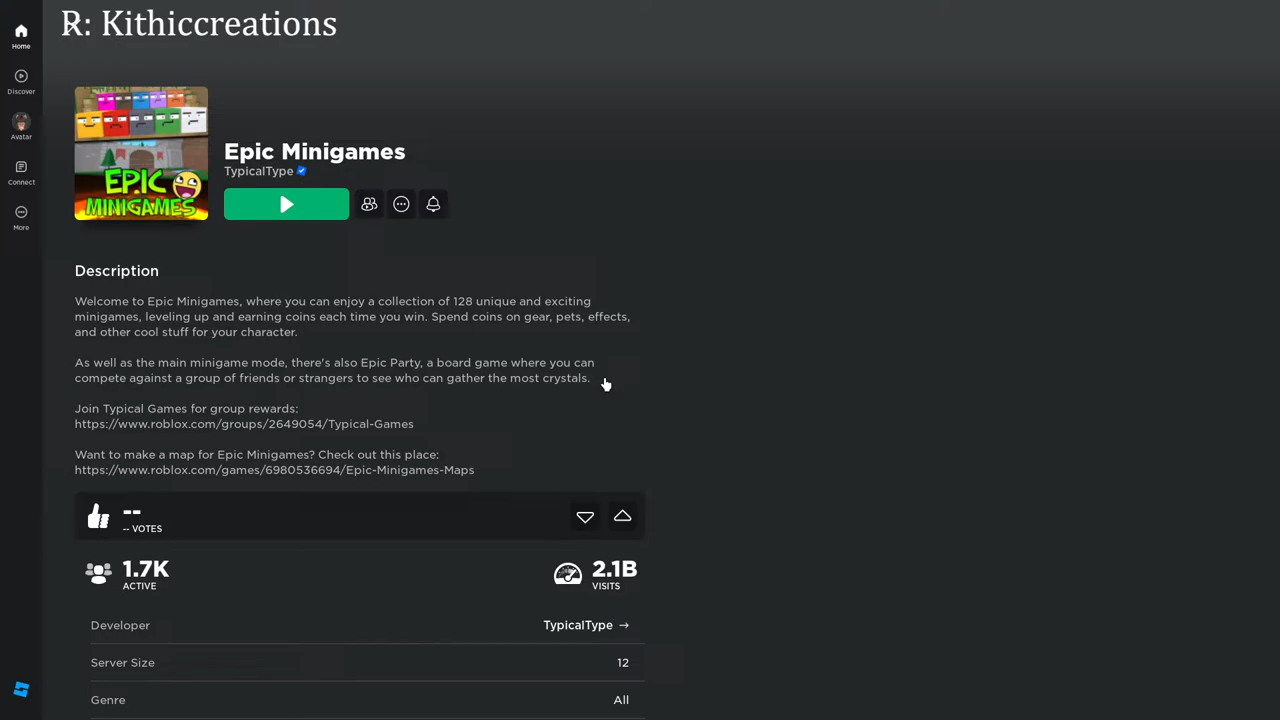 R: Kithiccreations
Home
Discover
Avatar
Connect
More
EPIC
MINIGAMES
Epic Minigames
TypicalType
Description
Welcome to Epic Minigames, where you can enjoy a collection of 128 unique and exciting
minigames, leveling up and earning coins each time you win. Spend coins on gear, pets, effects,
and other cool stuff for your character.
As well as the main minigame mode, there's also Epic Party, a board game where you can
compete against a group of friends or strangers to see who can gather the most crystals.
Join Typical Games for group rewards:
https://www.roblox.com/groups/2649054/Typical-Games
Want to make a map for Epic Minigames? Check out this place:
https://www.roblox.com/games/6980536694/Epic-Minigames-Maps
--
-- VOTES
1.7K
ACTIVE
2.1B
VISITS
Developer TypicalType →
Server Size 12
Genre All